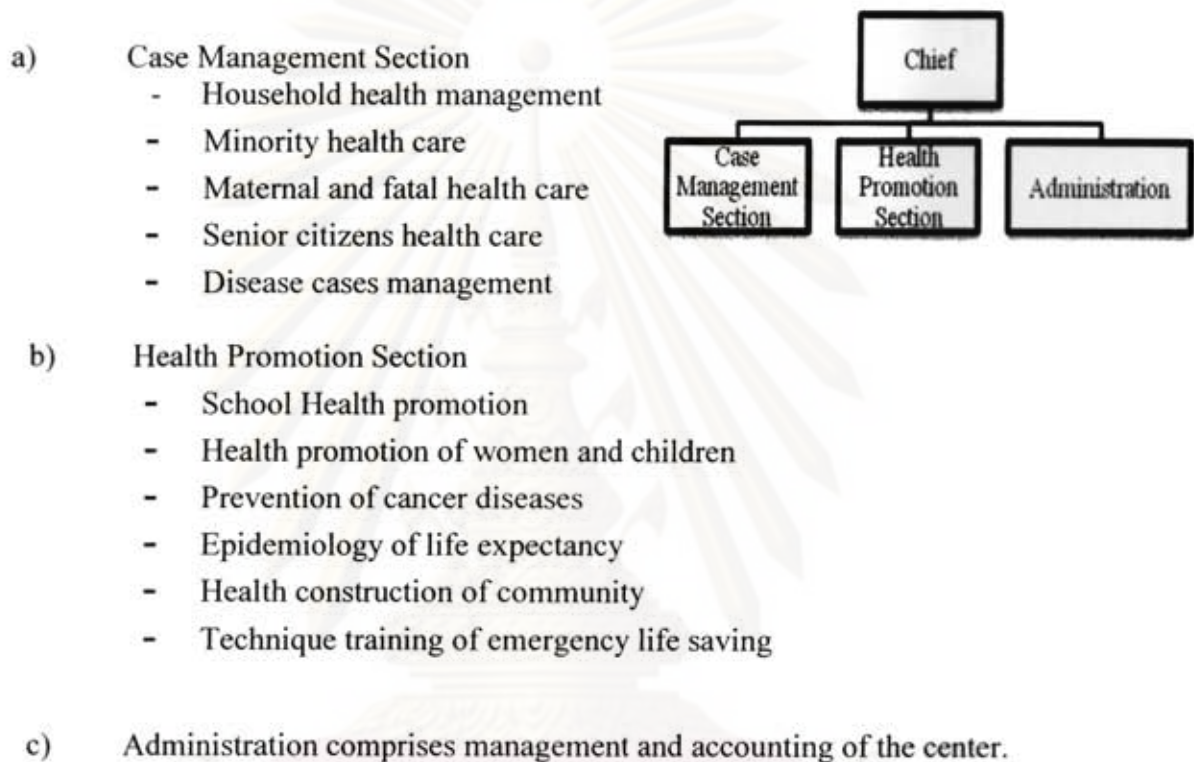 a) Case Management Section
- Household health management
- Minority health care
- Maternal and fatal health care
- Senior citizens health care
- Disease cases management
Chief
Case
Management
Section
Health
Promotion
Section
Administration
b) Health Promotion Section
- School Health promotion
- Health promotion of women and children
- Prevention of cancer diseases
- Epidemiology of life expectancy
- Health construction of community
- Technique training of emergency life saving
c) Administration comprises management and accounting of the center.